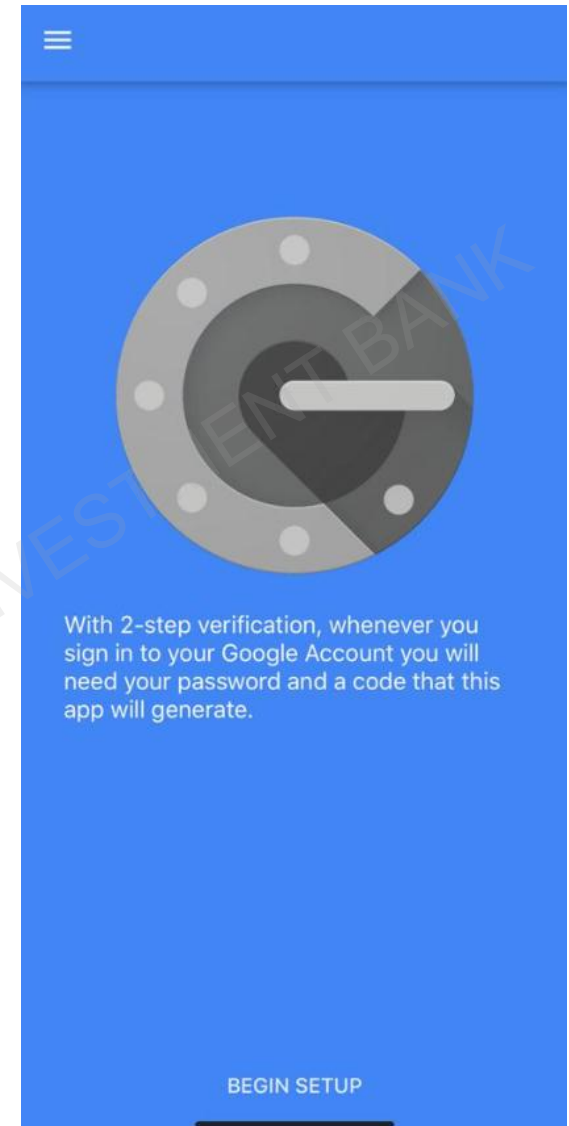 With 2-step verification, whenever you
sign in to your Google Account you will
need your password and a code that this
app will generate.
BEGIN SETUP
BANK